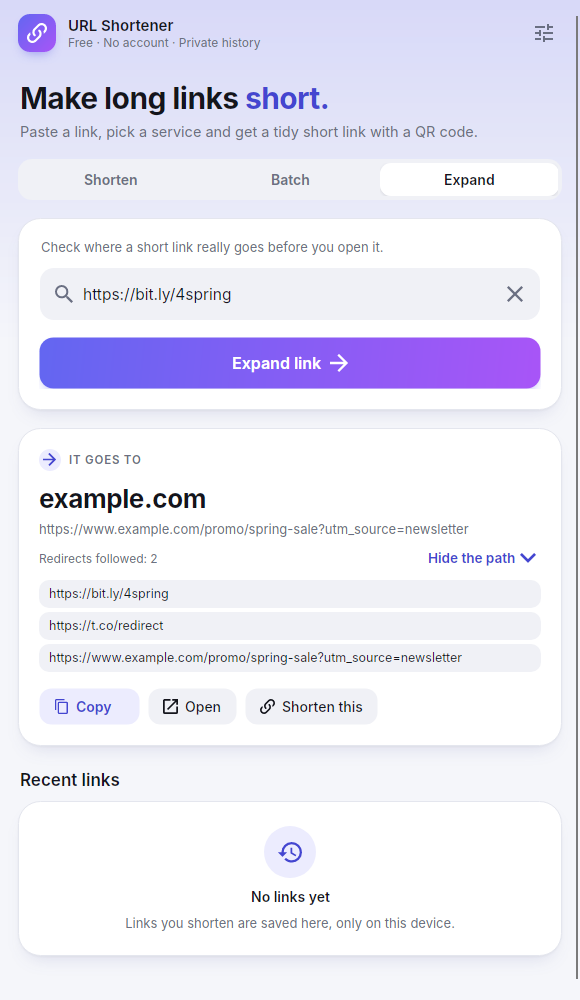 URL Shortener
Free · No account · Private history
Make long links short.
Paste a link, pick a service and get a tidy short link with a QR code.
Shorten
Batch
Expand
Check where a short link really goes before you open it.
https://bit.ly/4spring
Expand link
IT GOES TO
example.com
https://www.example.com/promo/spring-sale?utm_source=newsletter
Redirects followed: 2
Hide the path
https://bit.ly/4spring
https://t.co/redirect
https://www.example.com/promo/spring-sale?utm_source=newsletter
Copy
Open
Shorten this
Recent links
No links yet
Links you shorten are saved here, only on this device.